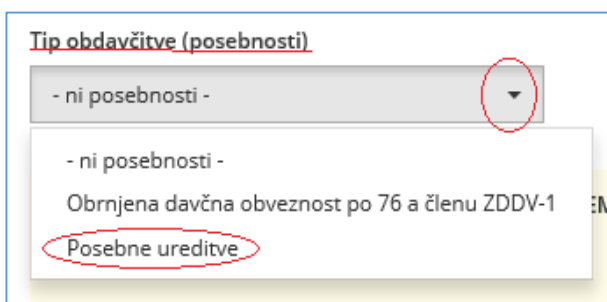 Tip obdavčitve (posebnosti)
- ni posebnosti -
- ni posebnosti -
Obrnjena davčna obveznost po 76 a členu ZDDV-1
Posebne ureditve